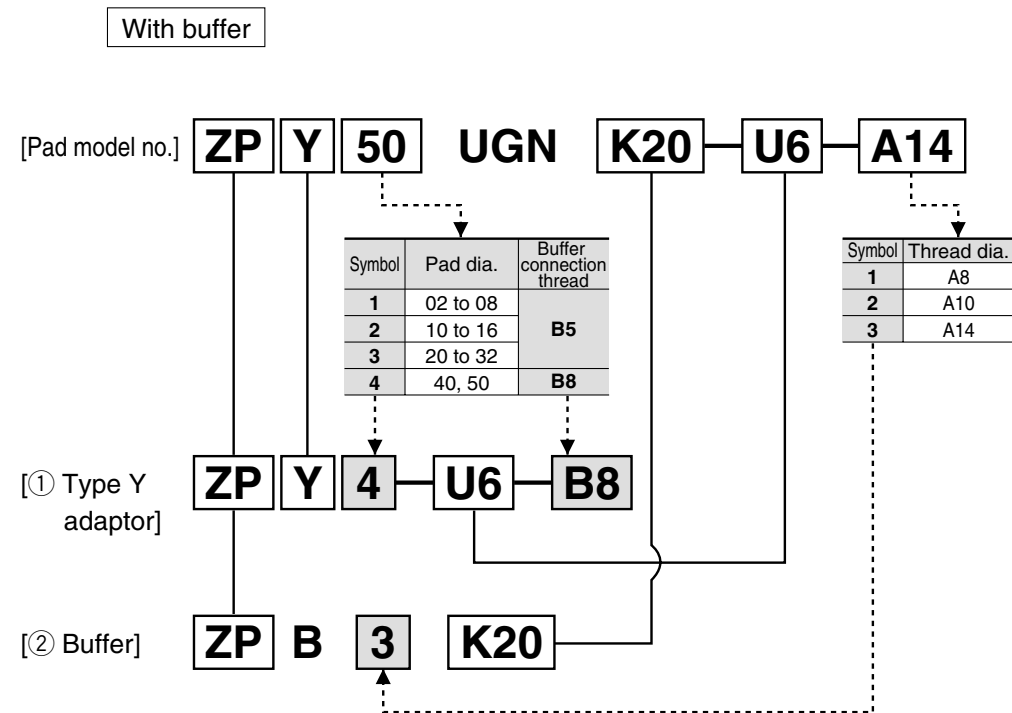 With buffer
[Pad model no.] ZP Y 50 UGN K20 U6 A14
Symbol Pad dia. Buffer connection thread
1 02 to 08 B5
2 10 to 16
3 20 to 32
4 40, 50 B8
Symbol Thread dia.
1 A8
2 A10
3 A14
[① Type Y adaptor] ZP Y 4 U6 B8
[② Buffer] ZP B 3 K20